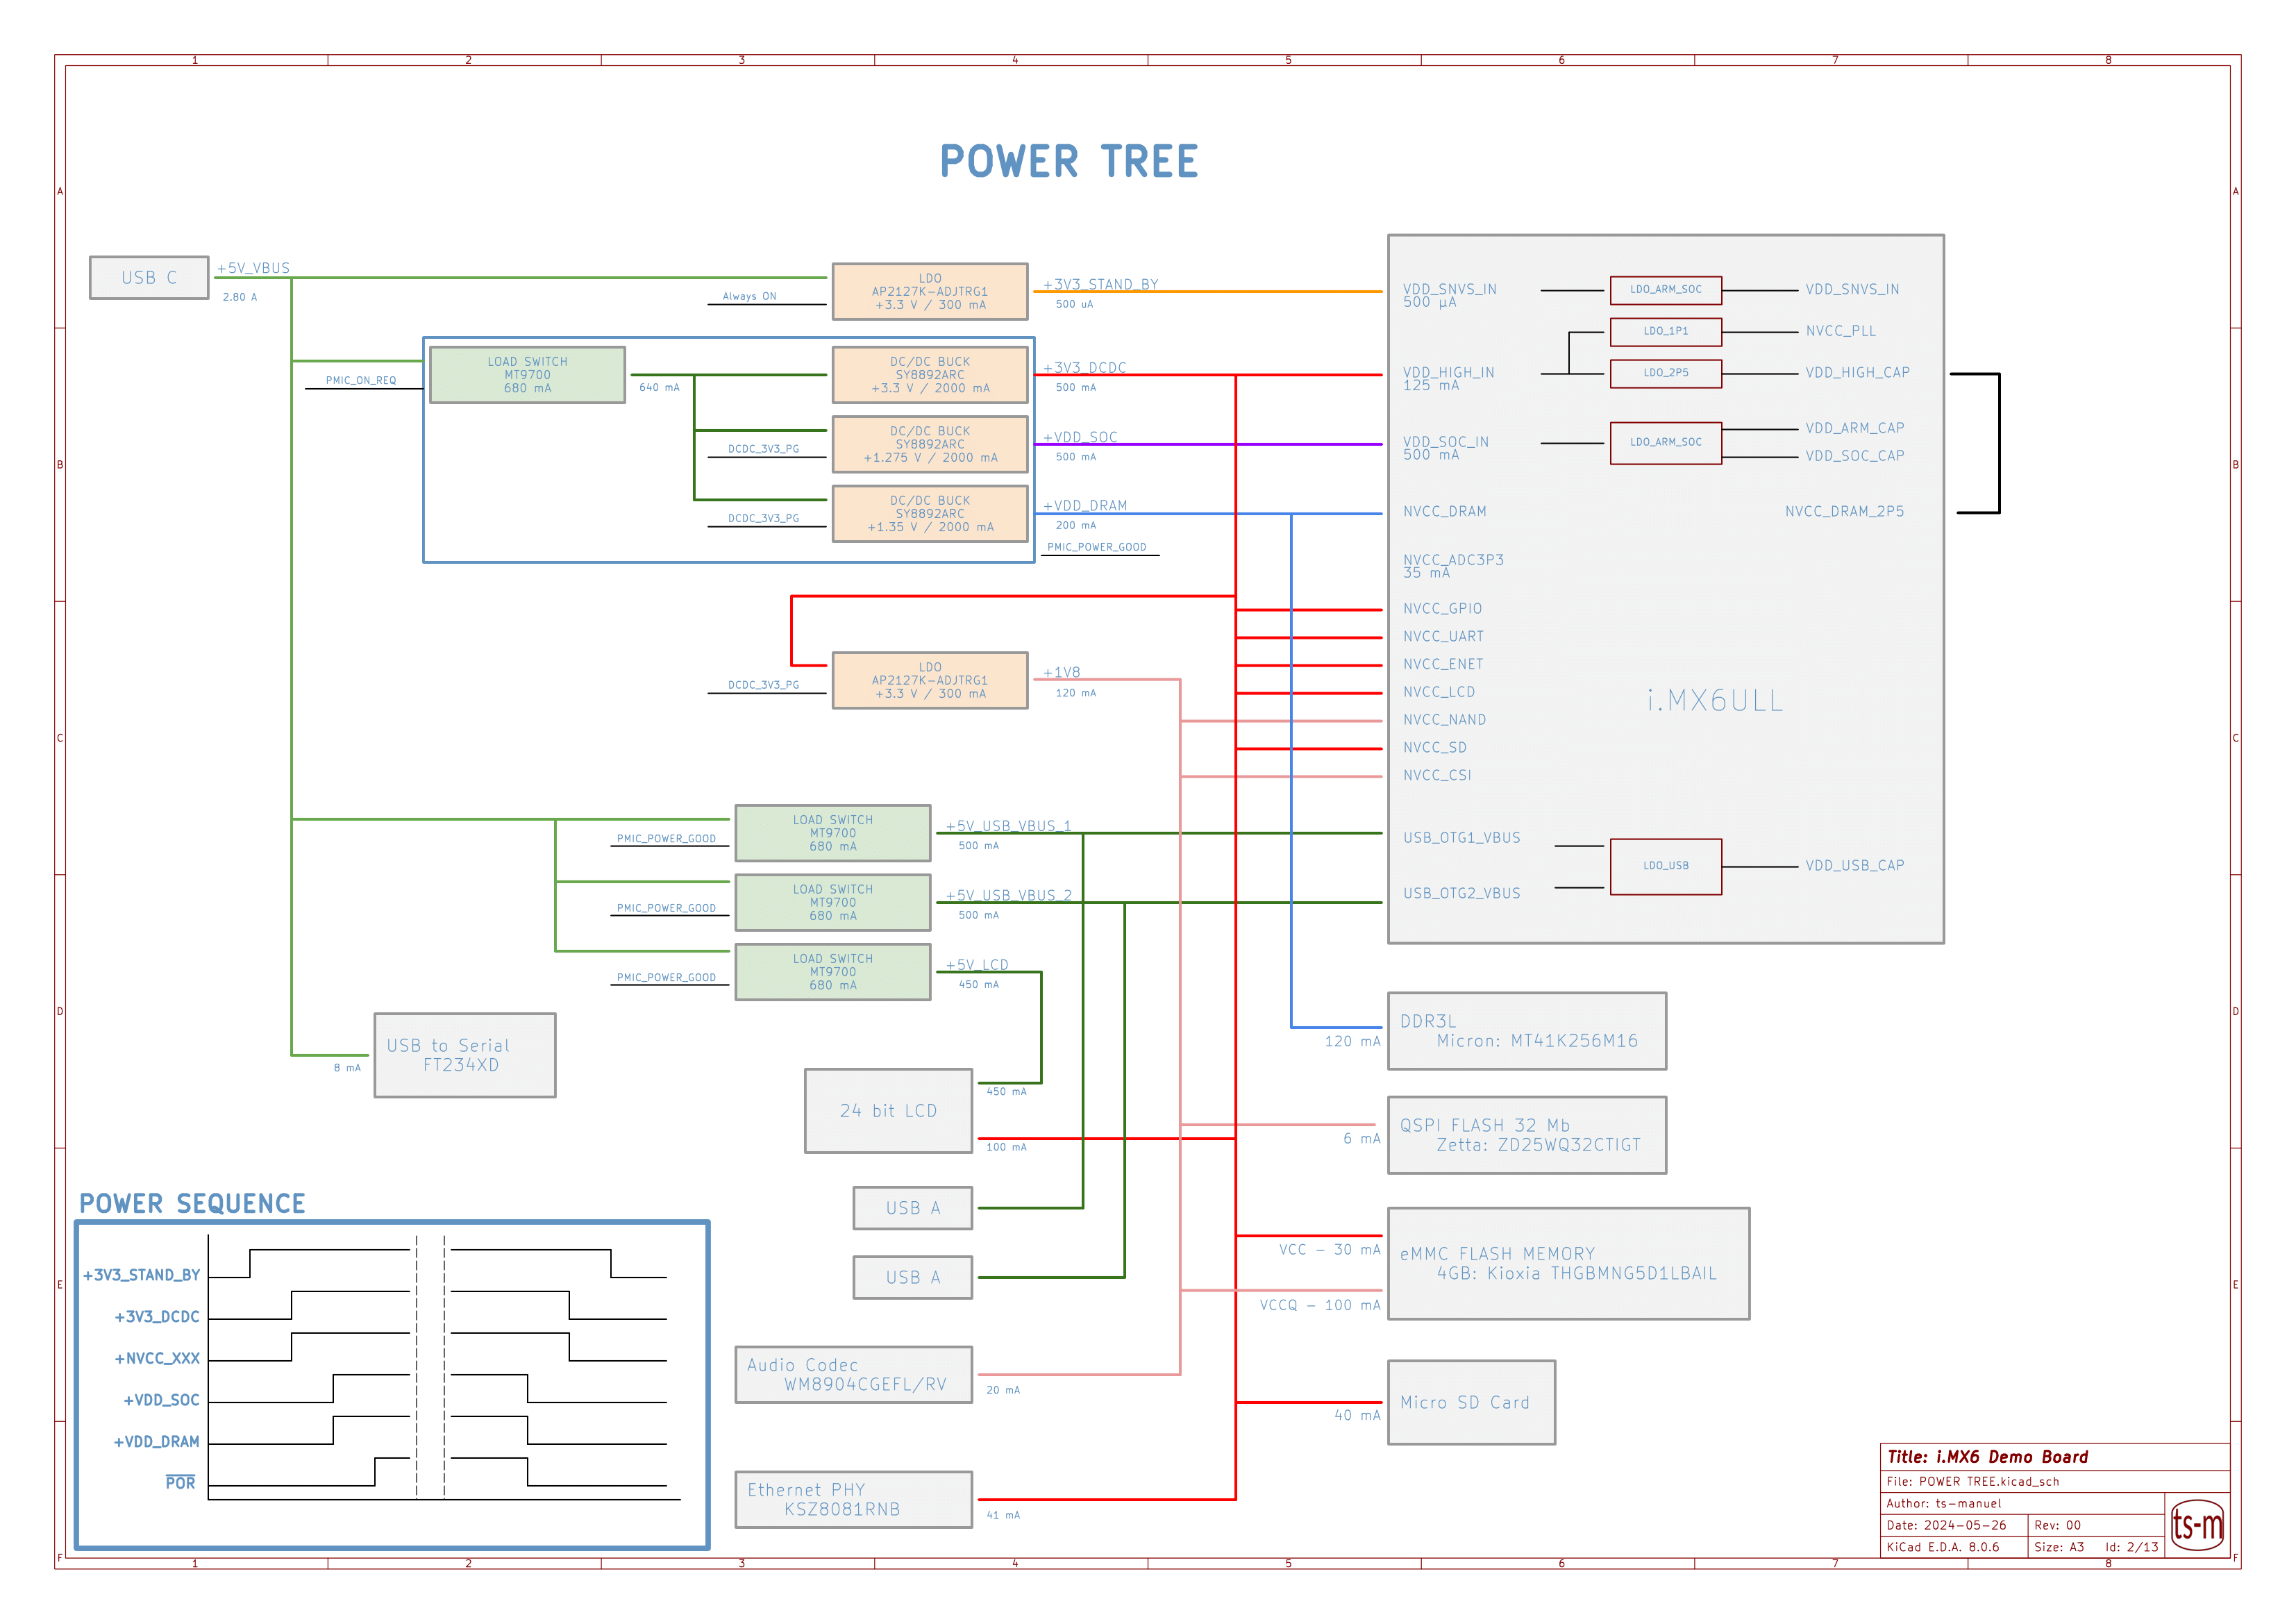 1 2 3 4 5 6 7 8
A
B
C
D
E
F
POWER TREE
USB C
+5V_VBUS
2.80 A
Always ON
LDO
AP2127K-ADJTRG1
+3.3 V / 300 mA
+3V3_STAND_BY
500 uA
LOAD SWITCH
MT9700
680 mA
PMIC_ON_REQ
640 mA
DC/DC BUCK
SY8892ARC
+3.3 V / 2000 mA
+3V3_DCDC
500 mA
DCDC_3V3_PG
DC/DC BUCK
SY8892ARC
+1.275 V / 2000 mA
+VDD_SOC
500 mA
DCDC_3V3_PG
DC/DC BUCK
SY8892ARC
+1.35 V / 2000 mA
+VDD_DRAM
200 mA
PMIC_POWER_GOOD
DCDC_3V3_PG
LDO
AP2127K-ADJTRG1
+3.3 V / 300 mA
+1V8
120 mA
PMIC_POWER_GOOD
LOAD SWITCH
MT9700
680 mA
+5V_USB_VBUS_1
500 mA
PMIC_POWER_GOOD
LOAD SWITCH
MT9700
680 mA
+5V_USB_VBUS_2
500 mA
PMIC_POWER_GOOD
LOAD SWITCH
MT9700
680 mA
+5V_LCD
450 mA
USB to Serial
FT234XD
8 mA
24 bit LCD
450 mA
100 mA
USB A
USB A
Audio Codec
WM8904CGEFL/RV
20 mA
Ethernet PHY
KSZ8081RNB
41 mA
VDD_SNVS_IN
500 µA
LDO_ARM_SOC
VDD_SNVS_IN
LDO_1P1
NVCC_PLL
VDD_HIGH_IN
125 mA
LDO_2P5
VDD_HIGH_CAP
VDD_SOC_IN
500 mA
LDO_ARM_SOC
VDD_ARM_CAP
VDD_SOC_CAP
NVCC_DRAM
NVCC_DRAM_2P5
NVCC_ADC3P3
35 mA
NVCC_GPIO
NVCC_UART
NVCC_ENET
NVCC_LCD
NVCC_NAND
NVCC_SD
NVCC_CSI
i.MX6ULL
USB_OTG1_VBUS
LDO_USB
VDD_USB_CAP
USB_OTG2_VBUS
DDR3L
Micron: MT41K256M16
120 mA
QSPI FLASH 32 Mb
Zetta: ZD25WQ32CTIGT
6 mA
eMMC FLASH MEMORY
4GB: Kioxia THGBMNG5D1LBAIL
VCC - 30 mA
VCCQ - 100 mA
Micro SD Card
40 mA
POWER SEQUENCE
+3V3_STAND_BY
+3V3_DCDC
+NVCC_XXX
+VDD_SOC
+VDD_DRAM
POR
Title: i.MX6 Demo Board
File: POWER TREE.kicad_sch
Author: ts-manuel
Date: 2024-05-26 Rev: 00
KiCad E.D.A. 8.0.6 Size: A3 Id: 2/13
ts-m
A
B
C
D
E
F
1 2 3 4 5 6 7 8